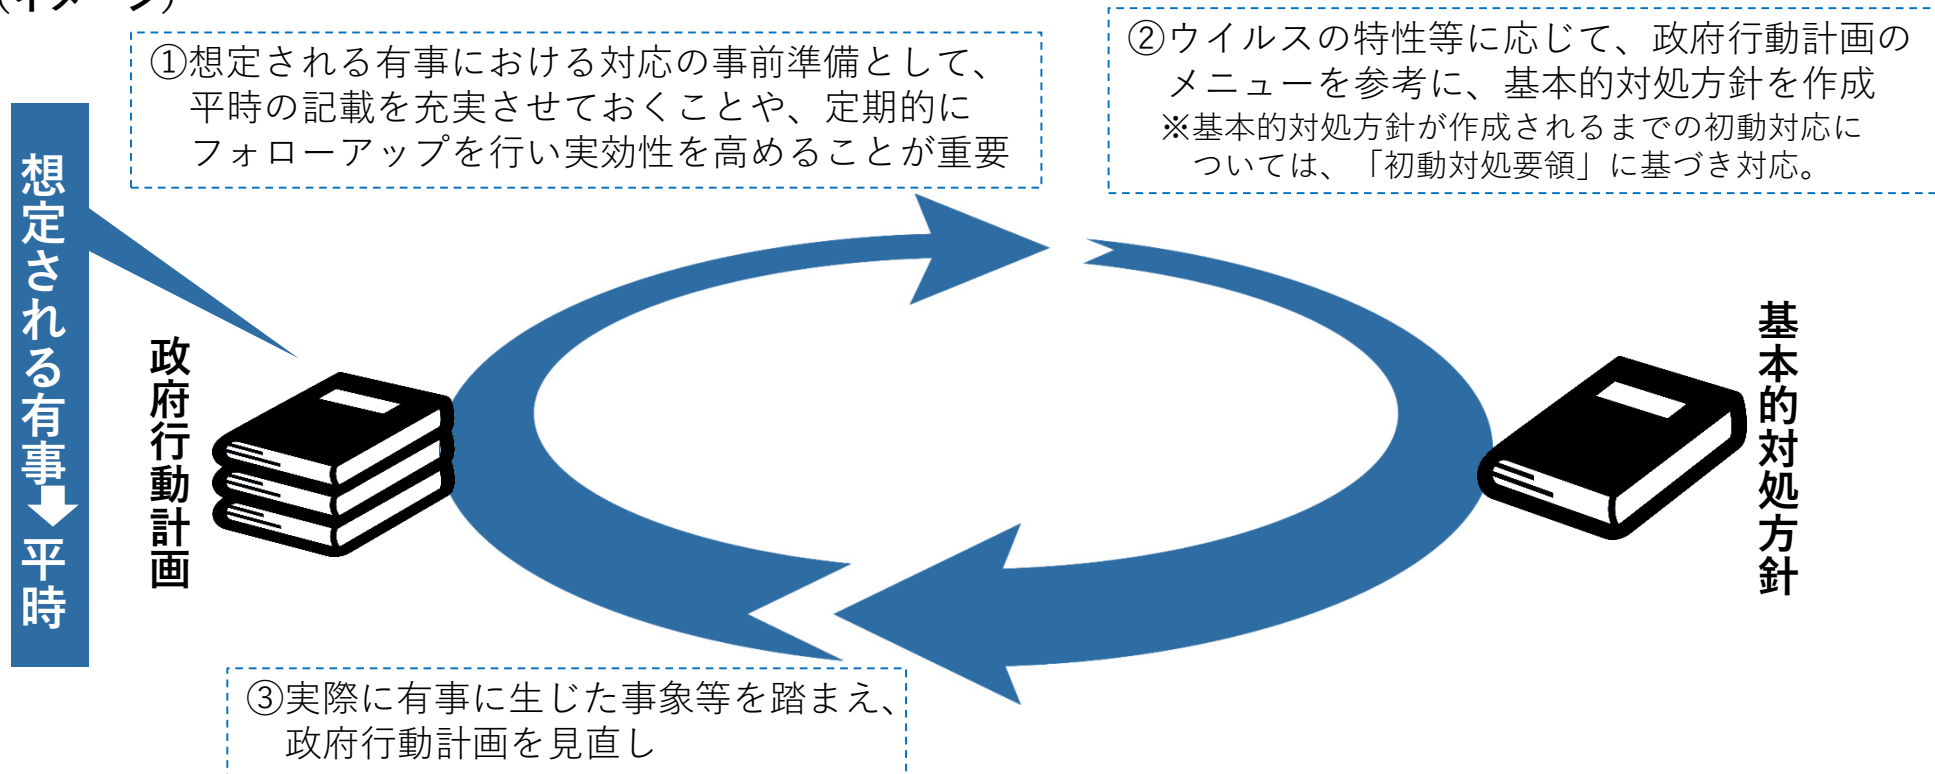 （イメージ）
①想定される有事における対応の事前準備として、
平時の記載を充実させておくことや、定期的に
フォローアップを行い実効性を高めることが重要
②ウイルスの特性等に応じて、政府行動計画の
メニューを参考に、基本的対処方針を作成
※基本的対処方針が作成されるまでの初動対応に
ついては、「初動対処要領」に基づき対応。
想定される有事
平時
政府行動計画
基本的対処方針
③実際に有事に生じた事象等を踏まえ、
政府行動計画を見直し